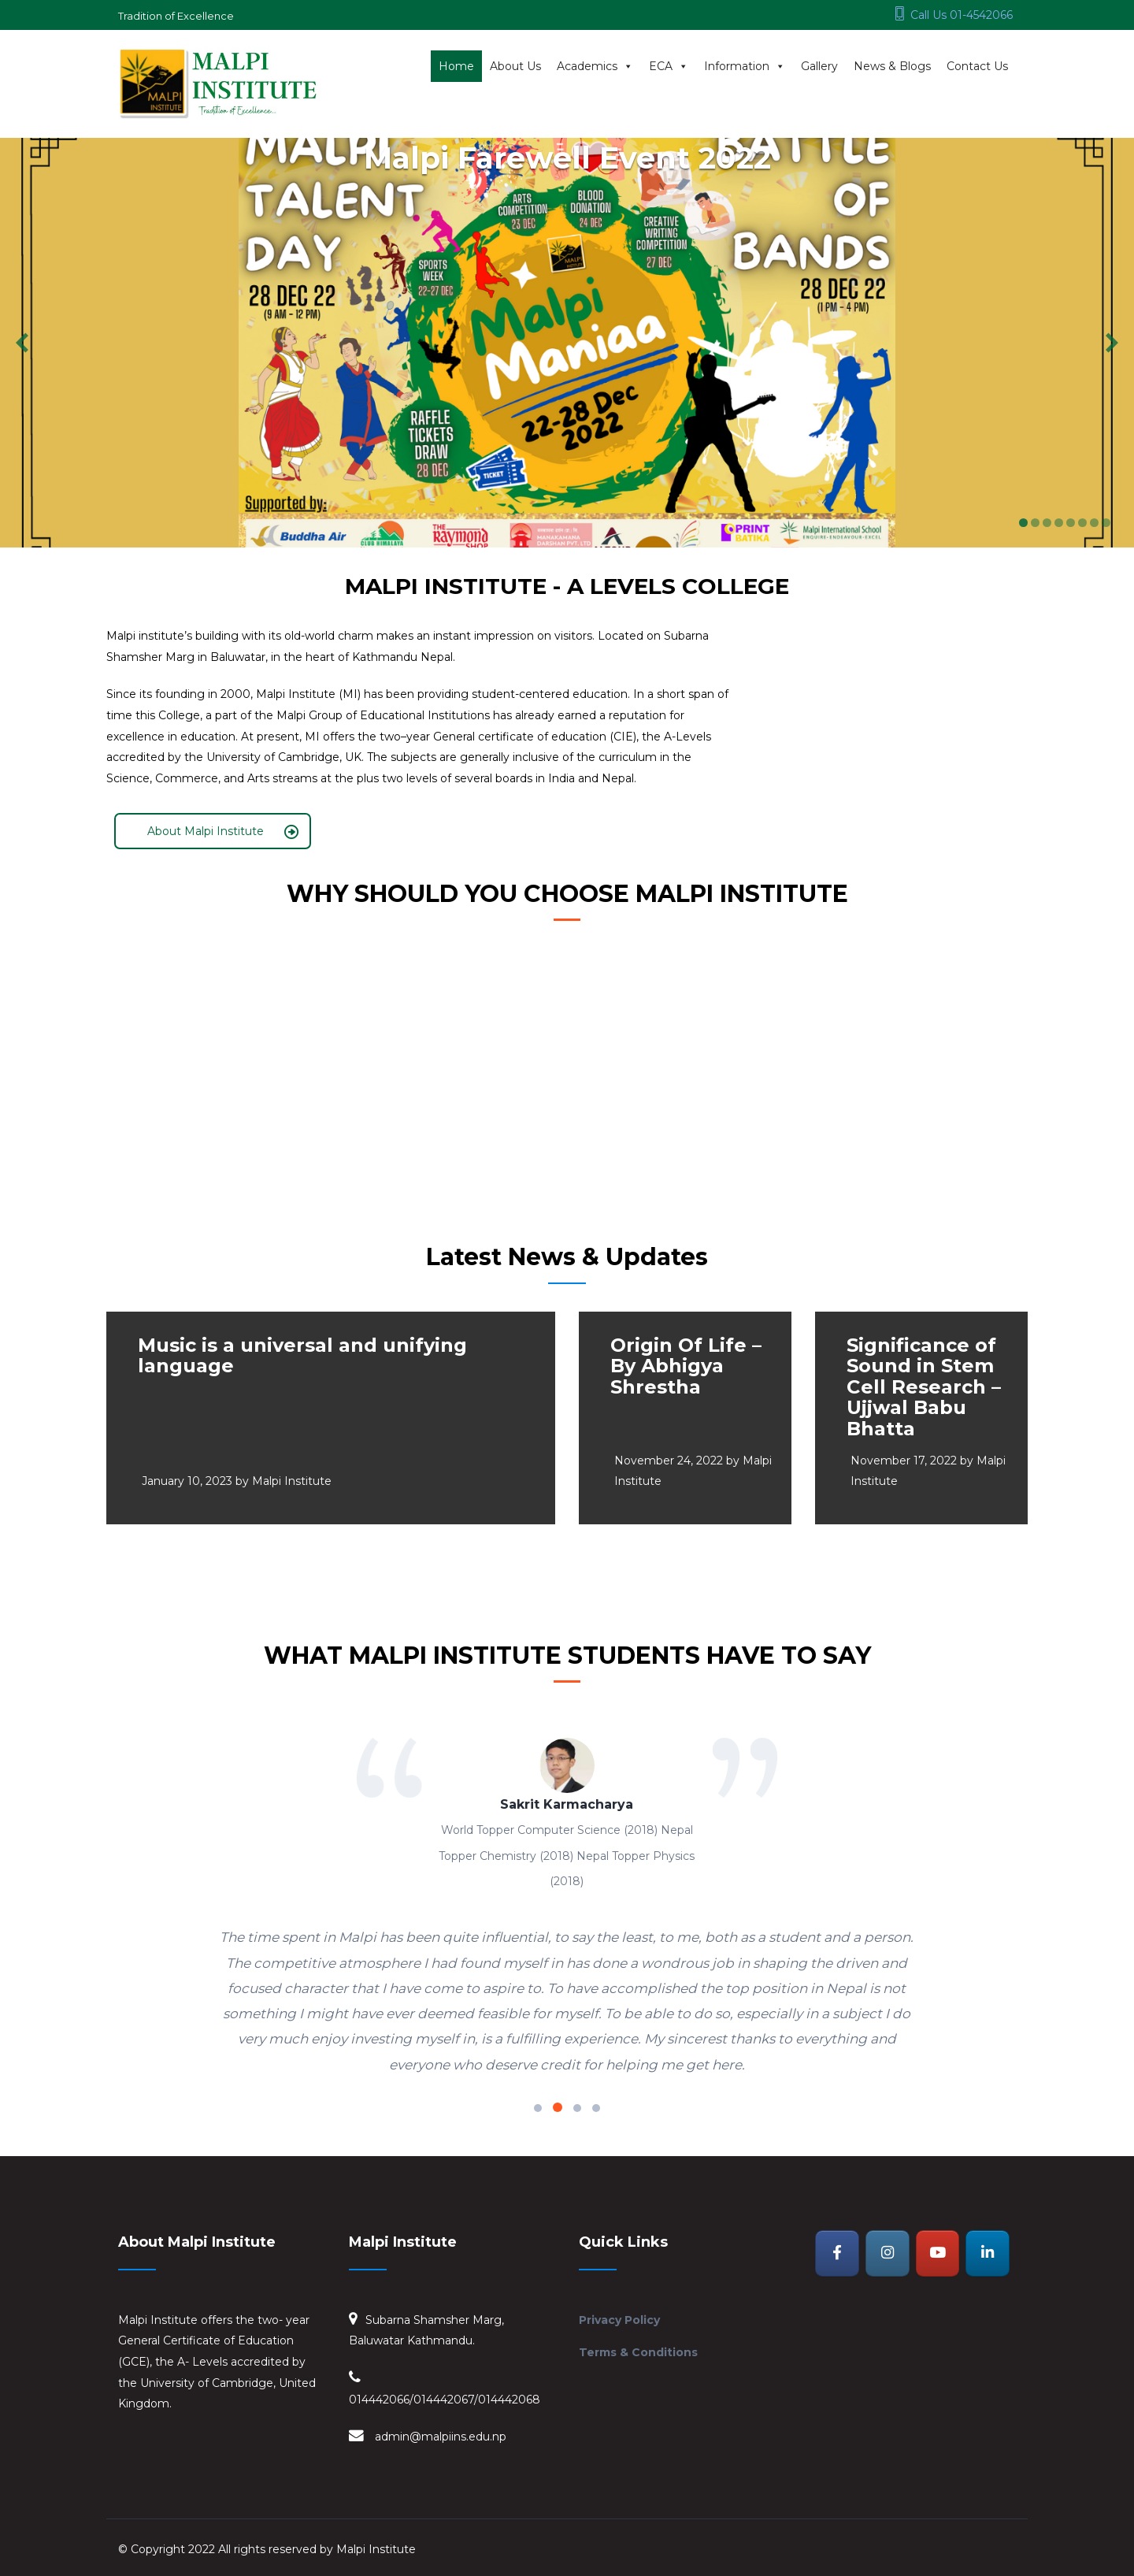 Tradition of Excellence
Call Us 01-4542066
MALPI
INSTITUTE
Tradition of Excellence...
MALPI
INSTITUTE
Home
About Us
Academics
ECA
Information
Gallery
News & Blogs
Contact Us
Malpi Farewell Event 2022
MALPI
TALENT
DAY
28 DEC 22
(9 AM - 12 PM)
BATTLE
OF
BANDS
28 DEC 22
(1 PM - 4 PM)
ARTS
COMPETITION
23 DEC
BLOOD
DONATION
24 DEC
CREATIVE
WRITING
COMPETITION
27 DEC
SPORTS
WEEK
22-27 DEC
Malpi
Maniaa
22-28 Dec
2022
RAFFLE
TICKETS
DRAW
28 DEC
TICKET
Supported by:
Buddha Air
CLUB HIMALAYA
THE
RAYMOND
SHOP
MAHAKARAMA
DARSHAN PVT. LTD
PRINT
BATIKA
Malpi International School
ENQUIRE-ENDEAVOUR-EXCEL
MALPI INSTITUTE - A LEVELS COLLEGE
Malpi institute’s building with its old-world charm makes an instant impression on visitors. Located on Subarna
Shamsher Marg in Baluwatar, in the heart of Kathmandu Nepal.
Since its founding in 2000, Malpi Institute (MI) has been providing student-centered education. In a short span of
time this College, a part of the Malpi Group of Educational Institutions has already earned a reputation for
excellence in education. At present, MI offers the two–year General certificate of education (CIE), the A-Levels
accredited by the University of Cambridge, UK. The subjects are generally inclusive of the curriculum in the
Science, Commerce, and Arts streams at the plus two levels of several boards in India and Nepal.
About Malpi Institute
WHY SHOULD YOU CHOOSE MALPI INSTITUTE
Latest News & Updates
Music is a universal and unifying
language
January 10, 2023 by Malpi Institute
Origin Of Life –
By Abhigya
Shrestha
November 24, 2022 by Malpi
Institute
Significance of
Sound in Stem
Cell Research –
Ujjwal Babu
Bhatta
November 17, 2022 by Malpi
Institute
WHAT MALPI INSTITUTE STUDENTS HAVE TO SAY
“ ”
Sakrit Karmacharya
World Topper Computer Science (2018) Nepal
Topper Chemistry (2018) Nepal Topper Physics
(2018)
The time spent in Malpi has been quite influential, to say the least, to me, both as a student and a person.
The competitive atmosphere I had found myself in has done a wondrous job in shaping the driven and
focused character that I have come to aspire to. To have accomplished the top position in Nepal is not
something I might have ever deemed feasible for myself. To be able to do so, especially in a subject I do
very much enjoy investing myself in, is a fulfilling experience. My sincerest thanks to everything and
everyone who deserve credit for helping me get here.
About Malpi Institute
Malpi Institute offers the two- year
General Certificate of Education
(GCE), the A- Levels accredited by
the University of Cambridge, United
Kingdom.
Malpi Institute
Subarna Shamsher Marg,
Baluwatar Kathmandu.
014442066/014442067/014442068
admin@malpiins.edu.np
Quick Links
Privacy Policy
Terms & Conditions
© Copyright 2022 All rights reserved by Malpi Institute